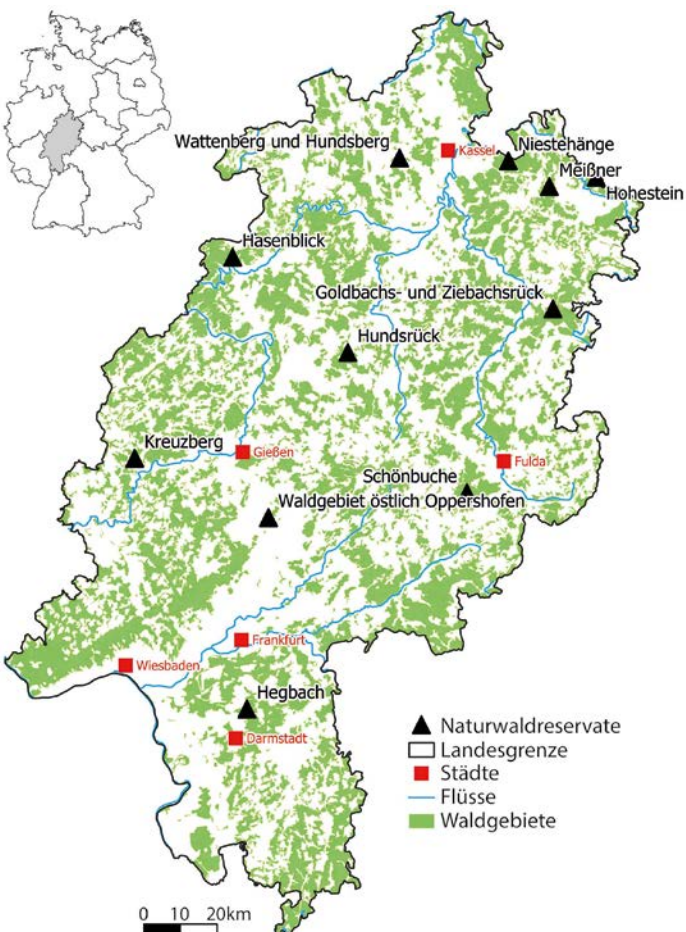 Wattenberg und Hundsberg
Kassel
Niestehänge
Meißner
Hohestein
Hasenblick
Goldbachs- und Ziebachsrück
Hundsrück
Kreuzberg
Gießen
Schönbuche
Fulda
Waldgebiet östlich Oppershofen
Frankfurt
Wiesbaden
Hegbach
Darmstadt
Naturwaldreservate
Landesgrenze
Städte
Flüsse
Waldgebiete
0 10 20km